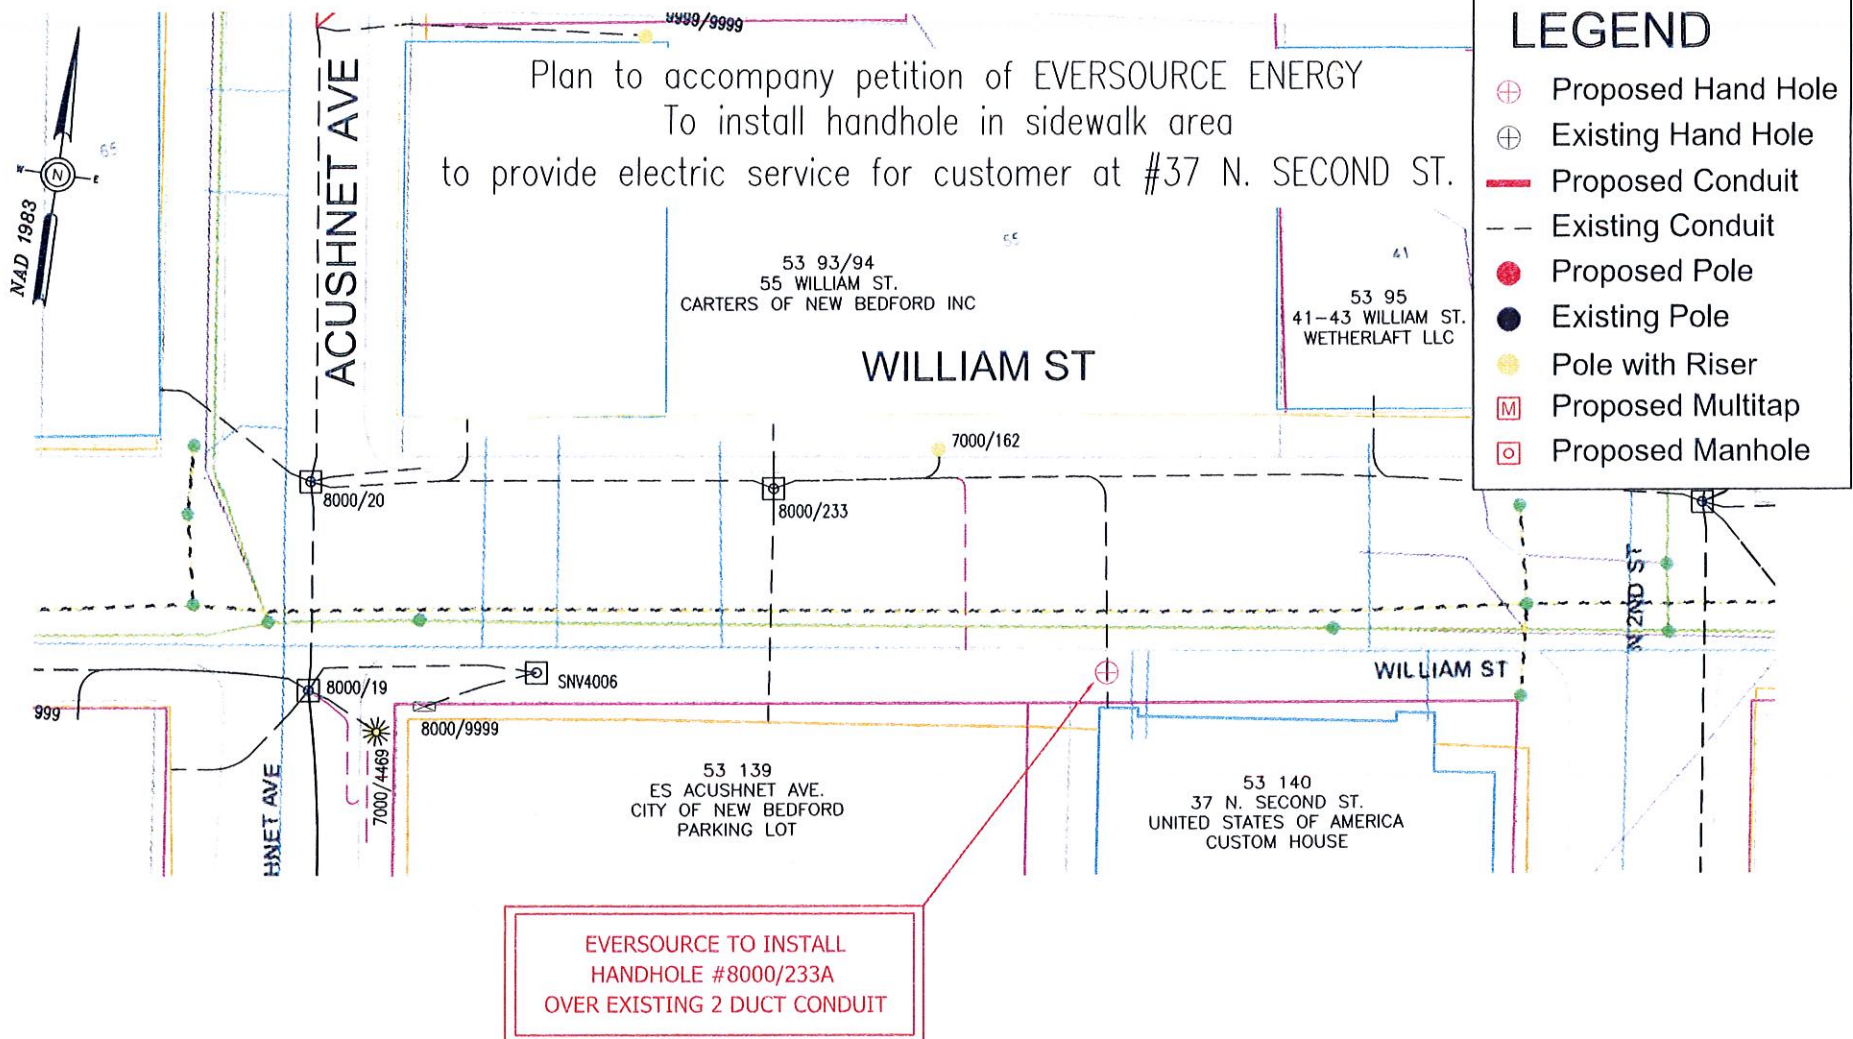 9999/9999
Plan to accompany petition of EVERSOURCE ENERGY
To install handhole in sidewalk area
to provide electric service for customer at #37 N. SECOND ST.
LEGEND
Proposed Hand Hole
Existing Hand Hole
Proposed Conduit
Existing Conduit
Proposed Pole
Existing Pole
Pole with Riser
M Proposed Multitap
Proposed Manhole
W N E
NAD 1983
ACUSHNET AVE
53 93/94
55 WILLIAM ST.
CARTERS OF NEW BEDFORD INC
55
41
53 95
41-43 WILLIAM ST.
WETHERLAFT LLC
WILLIAM ST
7000/162
8000/20
8000/233
N 2ND ST
WILLIAM ST
SNV4006
8000/19
999
8000/9999
7000/4469
HNET AVE
53 139
ES ACUSHNET AVE.
CITY OF NEW BEDFORD
PARKING LOT
53 140
37 N. SECOND ST.
UNITED STATES OF AMERICA
CUSTOM HOUSE
EVERSOURCE TO INSTALL
HANDHOLE #8000/233A
OVER EXISTING 2 DUCT CONDUIT